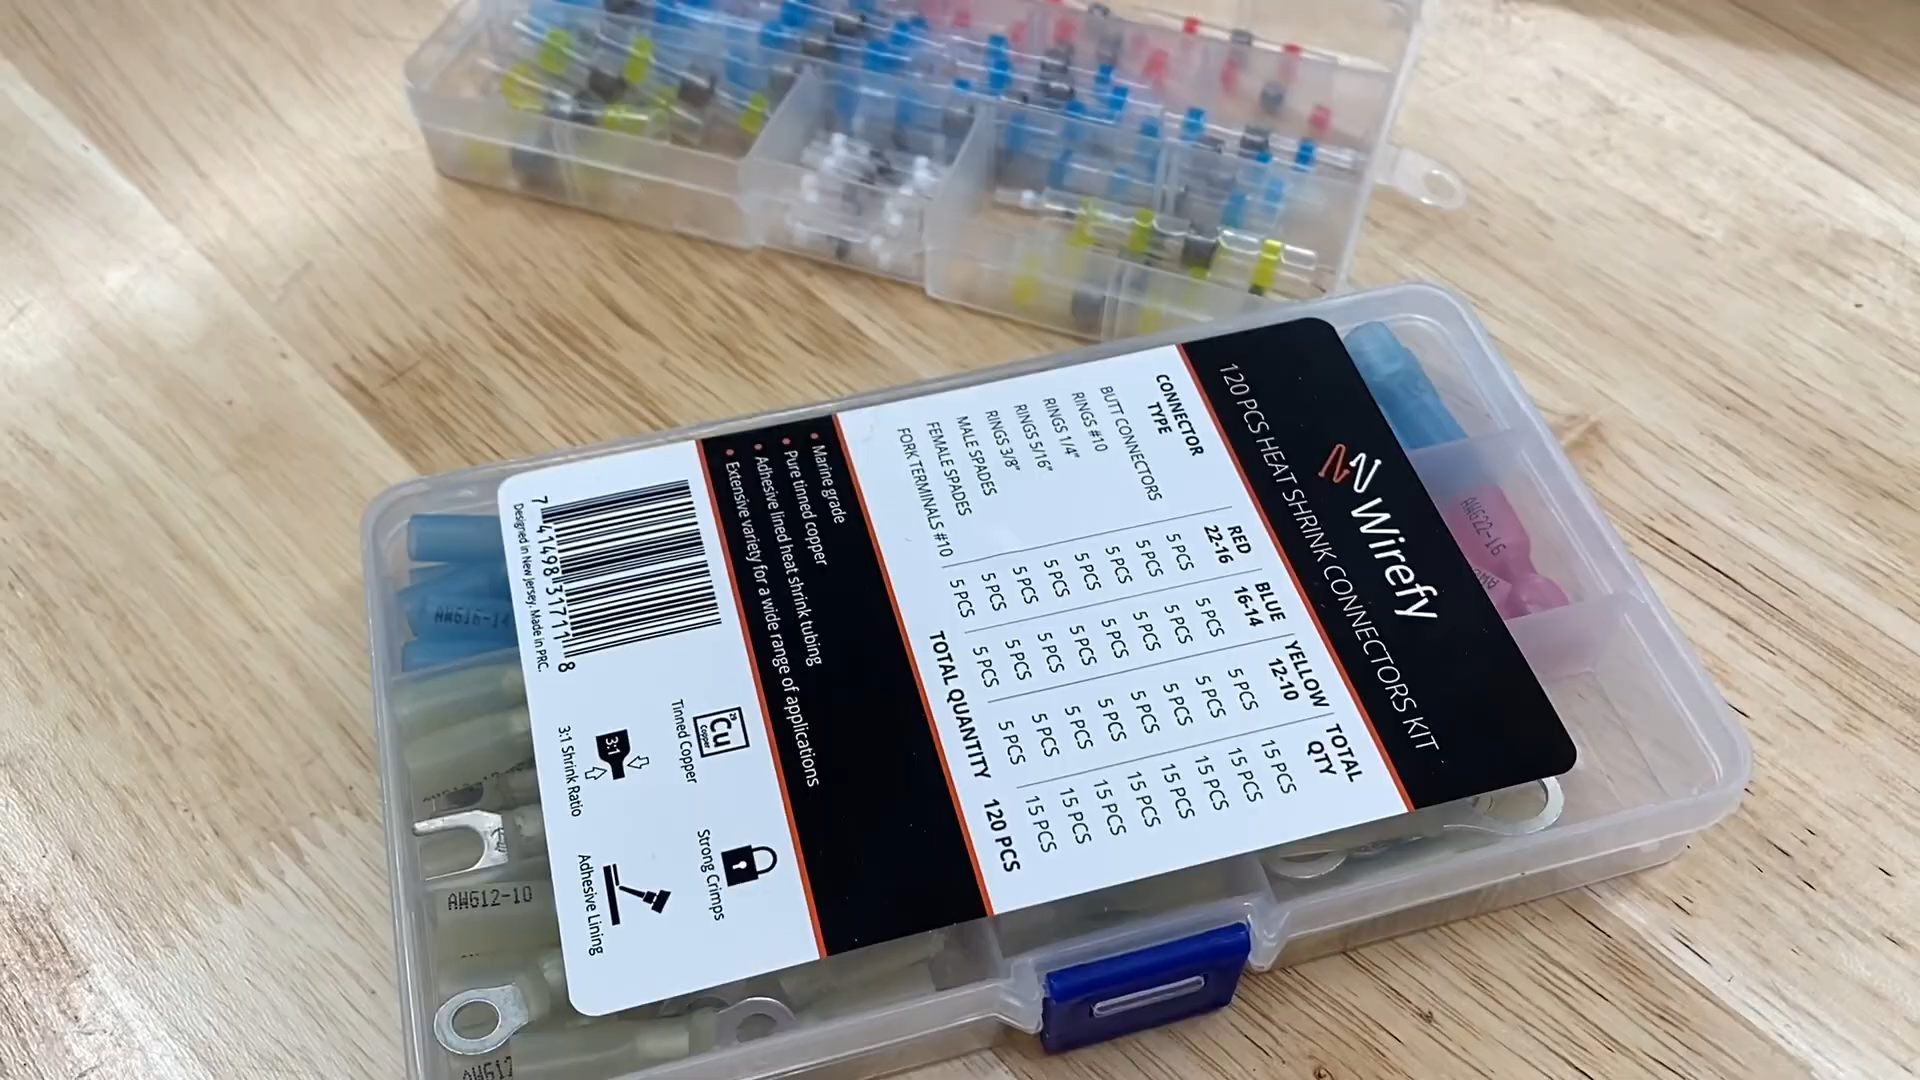 Wirefy
120 PCS HEAT SHRINK CONNECTORS KIT
CONNECTOR TYPE RED 22-16 BLUE 16-14 YELLOW 12-10 TOTAL QTY
BUTT CONNECTORS 5 PCS 5 PCS 5 PCS 15 PCS
RINGS #10 5 PCS 5 PCS 5 PCS 15 PCS
RINGS 1/4" 5 PCS 5 PCS 5 PCS 15 PCS
RINGS 5/16" 5 PCS 5 PCS 5 PCS 15 PCS
RINGS 3/8" 5 PCS 5 PCS 5 PCS 15 PCS
MALE SPADES 5 PCS 5 PCS 5 PCS 15 PCS
FEMALE SPADES 5 PCS 5 PCS 5 PCS 15 PCS
FORK TERMINALS #10 5 PCS 5 PCS 5 PCS 15 PCS
TOTAL QUANTITY 120 PCS
• Marine grade
• Pure tinned copper
• Adhesive lined heat shrink tubing
• Extensive variety for a wide range of applications
7 41498 31711 8
Designed in New Jersey. Made in PRC.
29
Cu
Copper
Tinned Copper
Strong Crimps
3:1
3:1 Shrink Ratio
Adhesive Lining
AWG22-16
AWG16-14
AWG12-10